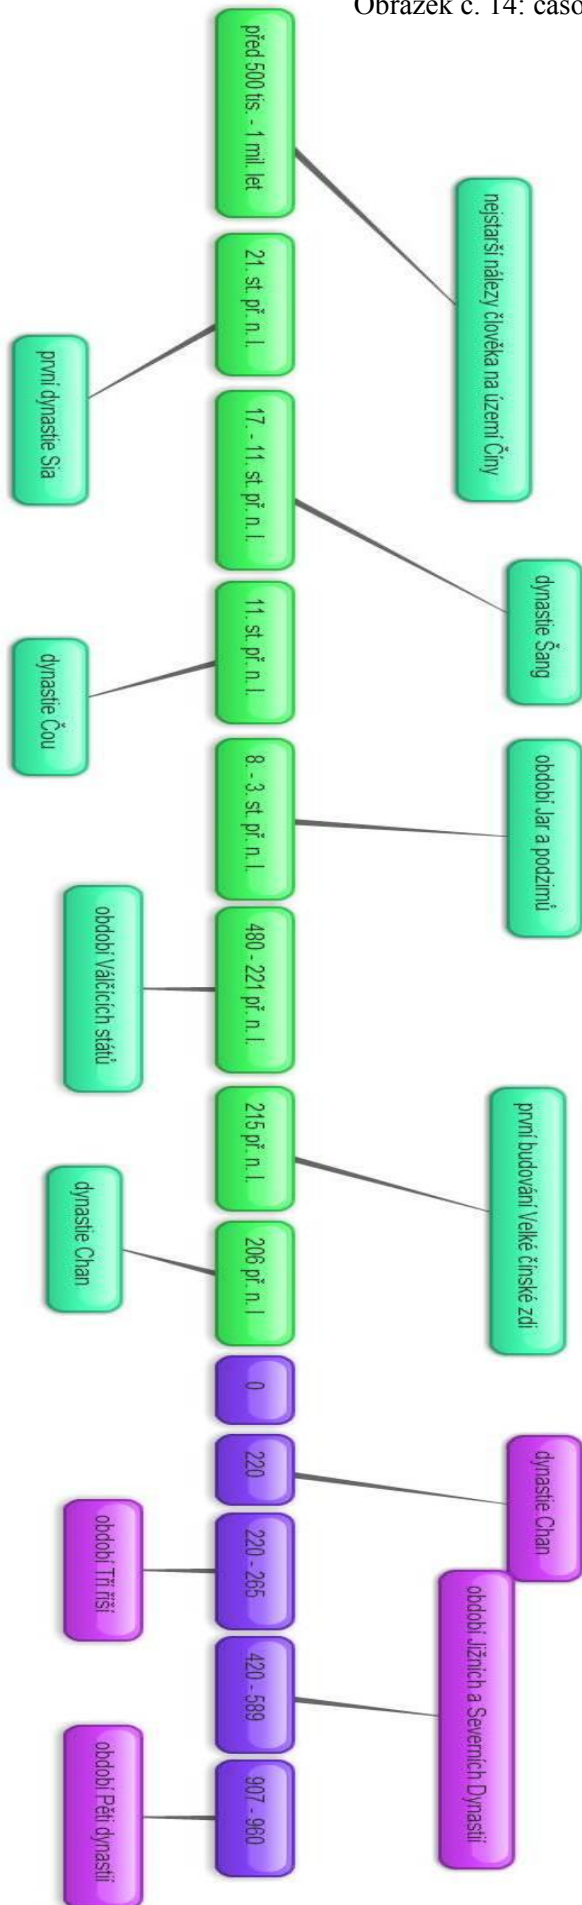 Obrázek č. 14: časo
před 500 tis. - 1 mil. let
nejstarší nálezy člověka na území Číny
21. st. př. n. l.
první dynastie Sia
17. - 11. st. př. n. l.
dynastie Šang
11. st. př. n. l.
dynastie Čou
8. - 3. st. př. n. l.
období Jar a podzimů
480 - 221 př. n. l.
období Válčících států
215 př. n. l.
první budování Velké čínské zdi
206 př. n. l
dynastie Chan
0
220
dynastie Chan
220 - 265
období Tří říší
420 - 589
období Jižních a Severních Dynastií
907 - 960
období Pěti dynastií